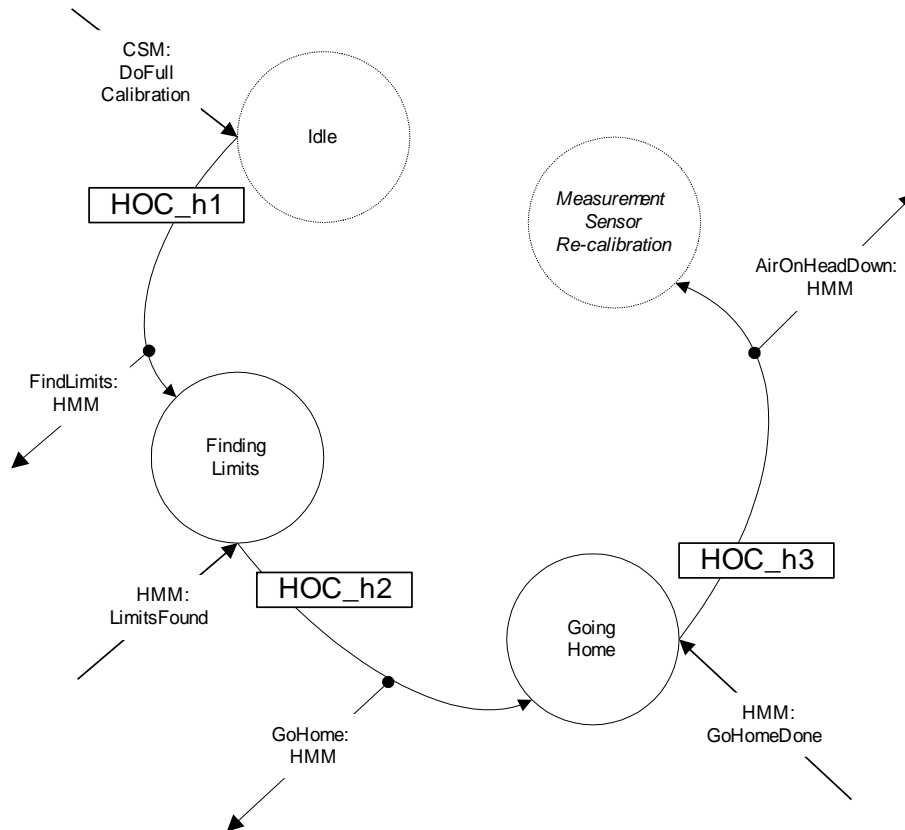 CSM:
DoFull
Calibration
Idle
HOC_h1
Measurement
Sensor
Re-calibration
AirOnHeadDown:
HMM
FindLimits:
HMM
Finding
Limits
HOC_h3
HMM:
LimitsFound
HOC_h2
Going
Home
GoHome:
HMM
HMM:
GoHomeDone